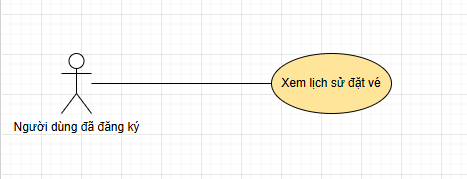 Xem lịch sử đặt vé
Người dùng đã đăng ký